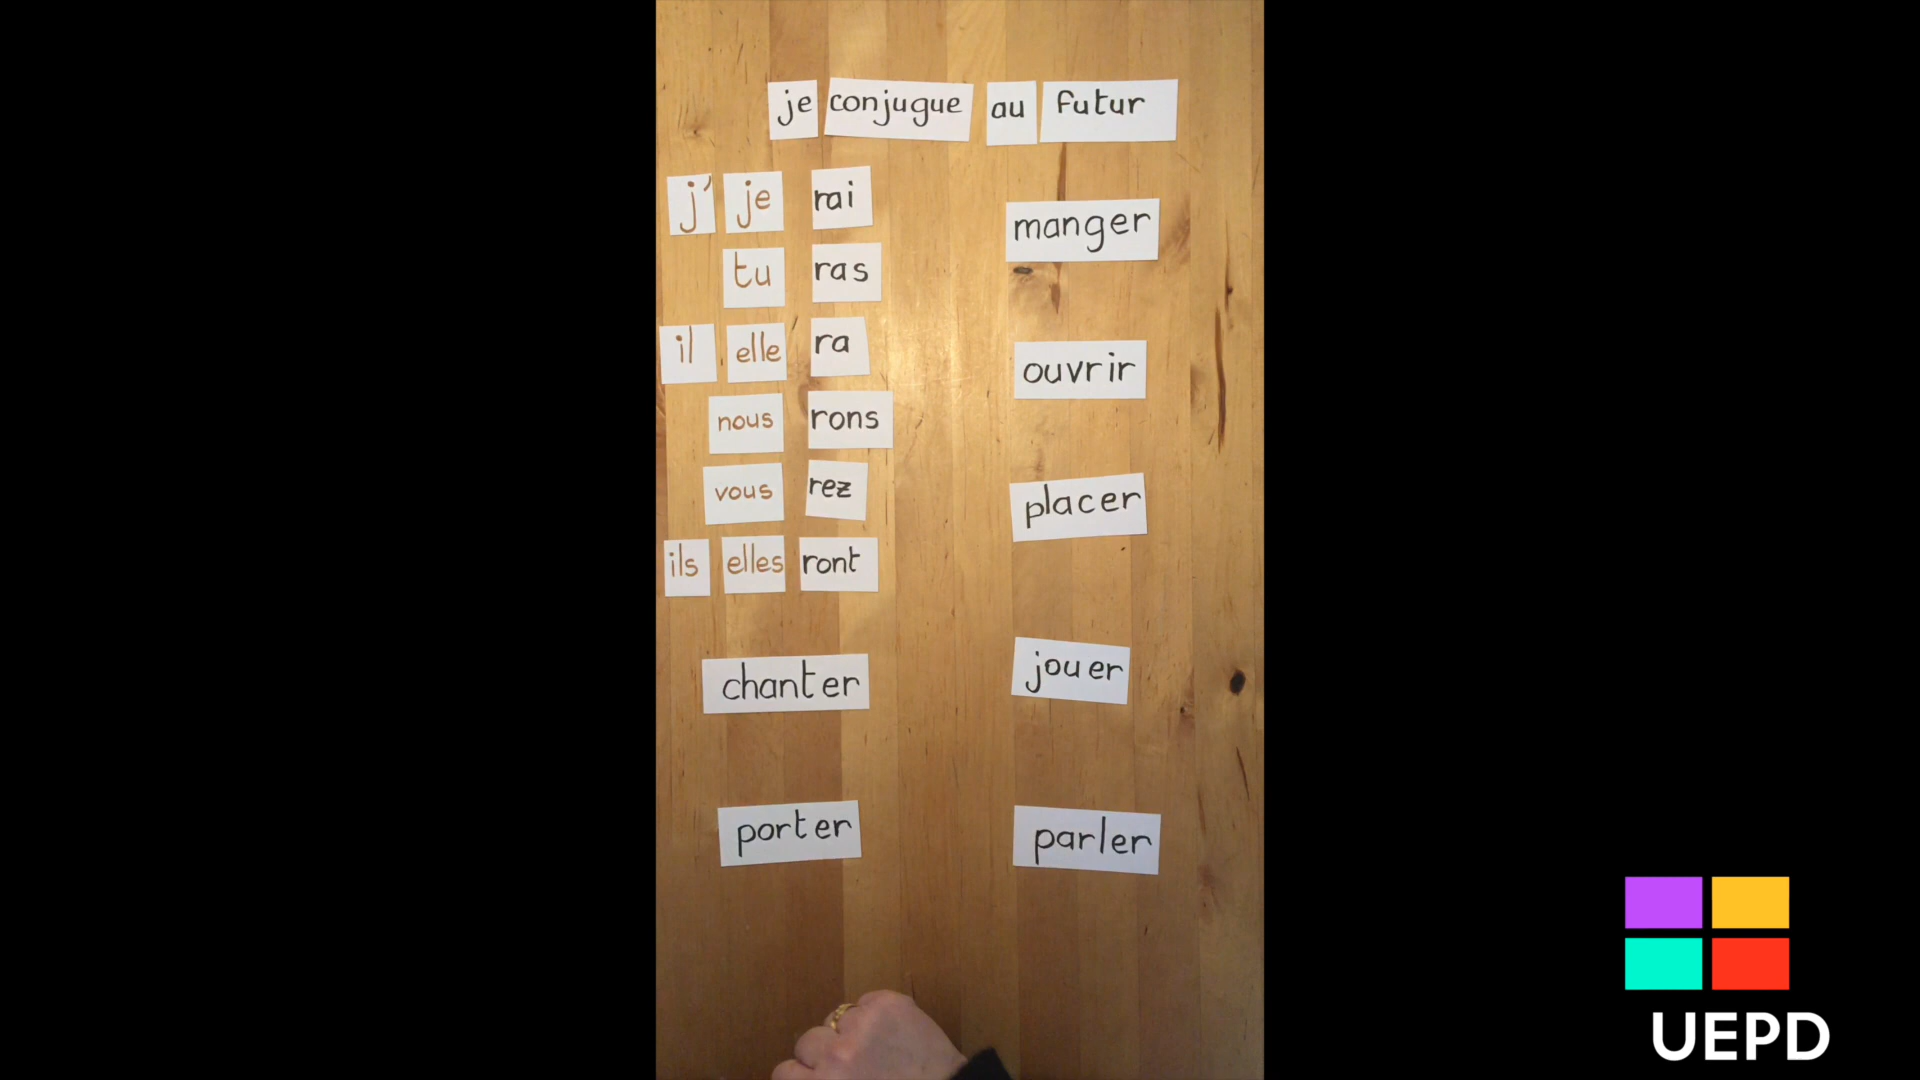 je conjugue au futur
j' je rai
tu ras
il elle ra
nous rons
vous rez
ils elles ront
chanter
porter
manger
ouvrir
placer
jouer
parler
UEPD